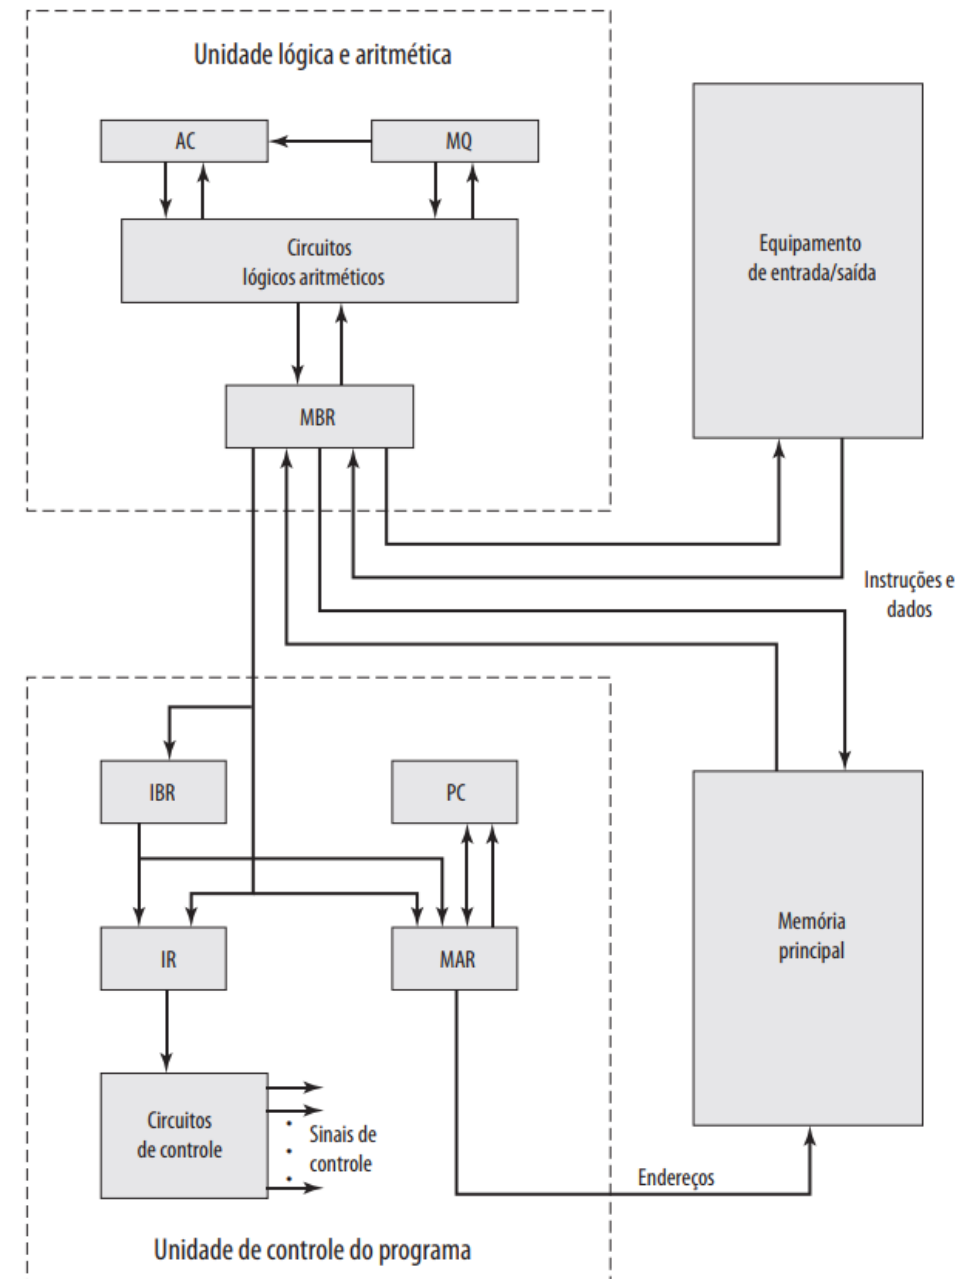 Unidade lógica e aritmética
AC
MQ
Circuitos
lógicos aritméticos
MBR
Equipamento
de entrada/saída
Instruções e
dados
IBR
PC
IR
MAR
Memória
principal
Circuitos
de controle
Sinais de
controle
Endereços
Unidade de controle do programa